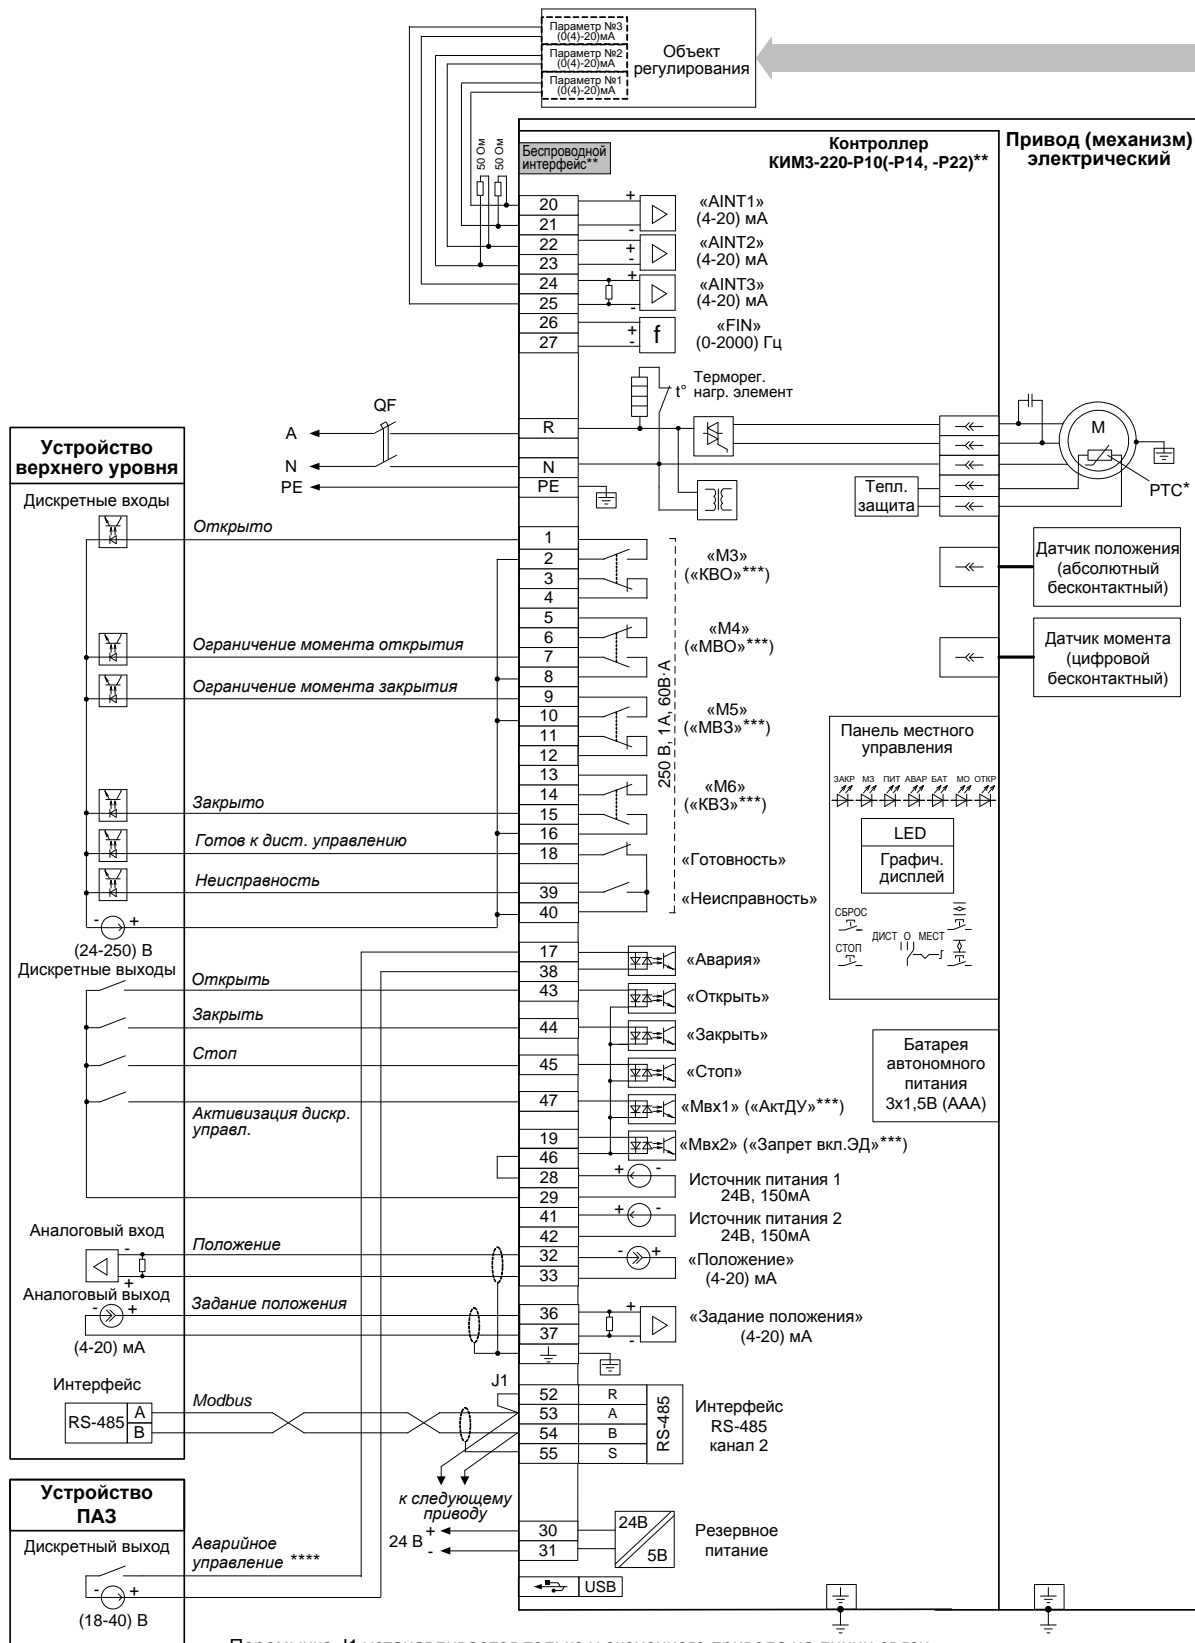 Параметр №3
(0(4)-20)мА
Параметр №2
(0(4)-20)мА
Параметр №1
(0(4)-20)мА
Объект
регулирования
50 Ом
50 Ом
Беспроводной
интерфейс**
Контроллер
КИМ3-220-Р10(-Р14, -Р22)**
Привод (механизм)
электрический
20
21
22
23
24
25
26
27
+
-
«AINT1»
(4-20) мА
+
-
«AINT2»
(4-20) мА
+
-
«AINT3»
(4-20) мА
+
-
f
«FIN»
(0-2000) Гц
t°
Терморег.
нагр. элемент
QF
A
N
PE
R
N
PE
Тепл.
защита
M
PTC*
Устройство
верхнего уровня
Дискретные входы
Открыто
Ограничение момента открытия
Ограничение момента закрытия
Закрыто
Готов к дист. управлению
Неисправность
- +
(24-250) В
1
2
3
4
5
6
7
8
9
10
11
12
13
14
15
16
18
39
40
«М3»
(«КВО»***)
«М4»
(«МВО»***)
«М5»
(«МВЗ»***)
«М6»
(«КВЗ»***)
«Готовность»
«Неисправность»
250 В, 1А, 60В·А
Датчик положения
(абсолютный
бесконтактный)
Датчик момента
(цифровой
бесконтактный)
Панель местного
управления
ЗАКР МЗ ПИТ АВАР БАТ МО ОТКР
LED
Графич.
дисплей
СБРОС
СТОП
ДИСТ О МЕСТ
Батарея
автономного
питания
3х1,5В (ААА)
Дискретные выходы
Открыть
Закрыть
Стоп
Активизация дискр.
управл.
17
38
43
44
45
47
19
46
28
29
41
42
32
33
36
37
«Авария»
«Открыть»
«Закрыть»
«Стоп»
«Мвх1» («АктДУ»***)
«Мвх2» («Запрет вкл.ЭД»***)
+ -
Источник питания 1
24В, 150мА
+ -
Источник питания 2
24В, 150мА
- +
«Положение»
(4-20) мА
+
-
«Задание положения»
(4-20) мА
Аналоговый вход
-
+
Положение
Аналоговый выход
- +
Задание положения
(4-20) мА
Интерфейс
RS-485
A
B
Modbus
J1
52 R
53 A
54 B
55 S
RS-485
Интерфейс
RS-485
канал 2
к следующему
приводу
24 В
+
-
30
31
24В
5В
Резервное
питание
USB
Устройство
ПАЗ
Дискретный выход
Аварийное
управление ****
- +
(18-40) В